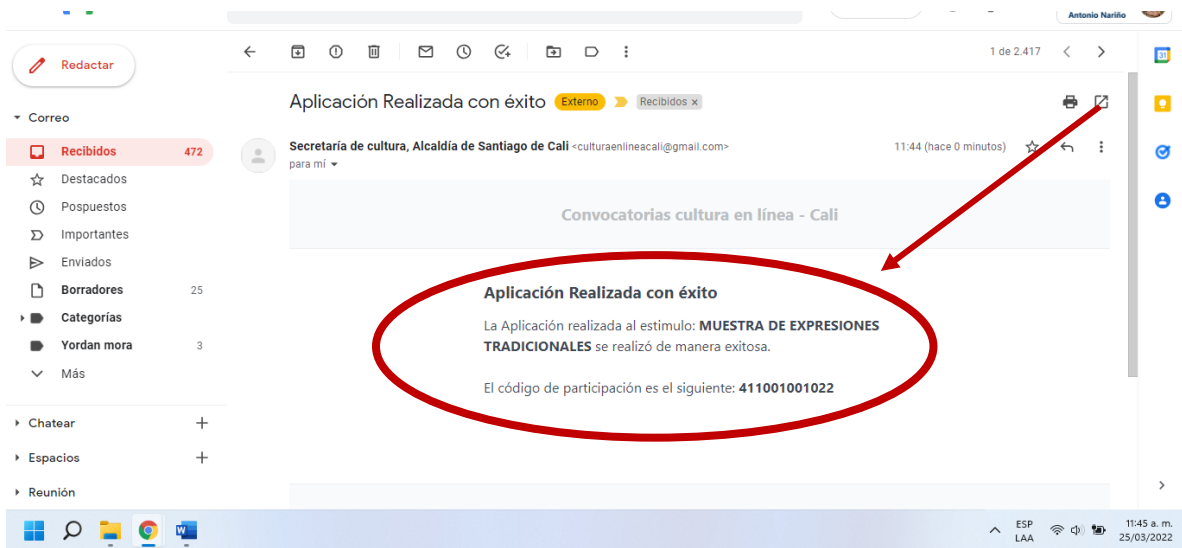 Antonio Nariño
Redactar
1 de 2.417
31
Aplicación Realizada con éxito Externo Recibidos x
Correo
Recibidos 472
Secretaría de cultura, Alcaldía de Santiago de Cali <culturaenlineacali@gmail.com> 11:44 (hace 0 minutos)
para mí
Destacados
Pospuestos
Convocatorias cultura en línea - Cali
Importantes
Enviados
Borradores 25
Aplicación Realizada con éxito
Categorías
La Aplicación realizada al estimulo: MUESTRA DE EXPRESIONES
TRADICIONALES se realizó de manera exitosa.
Yordan mora 3
Más
El código de participación es el siguiente: 411001001022
Chatear
Espacios
Reunión
ESP
LAA
11:45 a. m.
25/03/2022